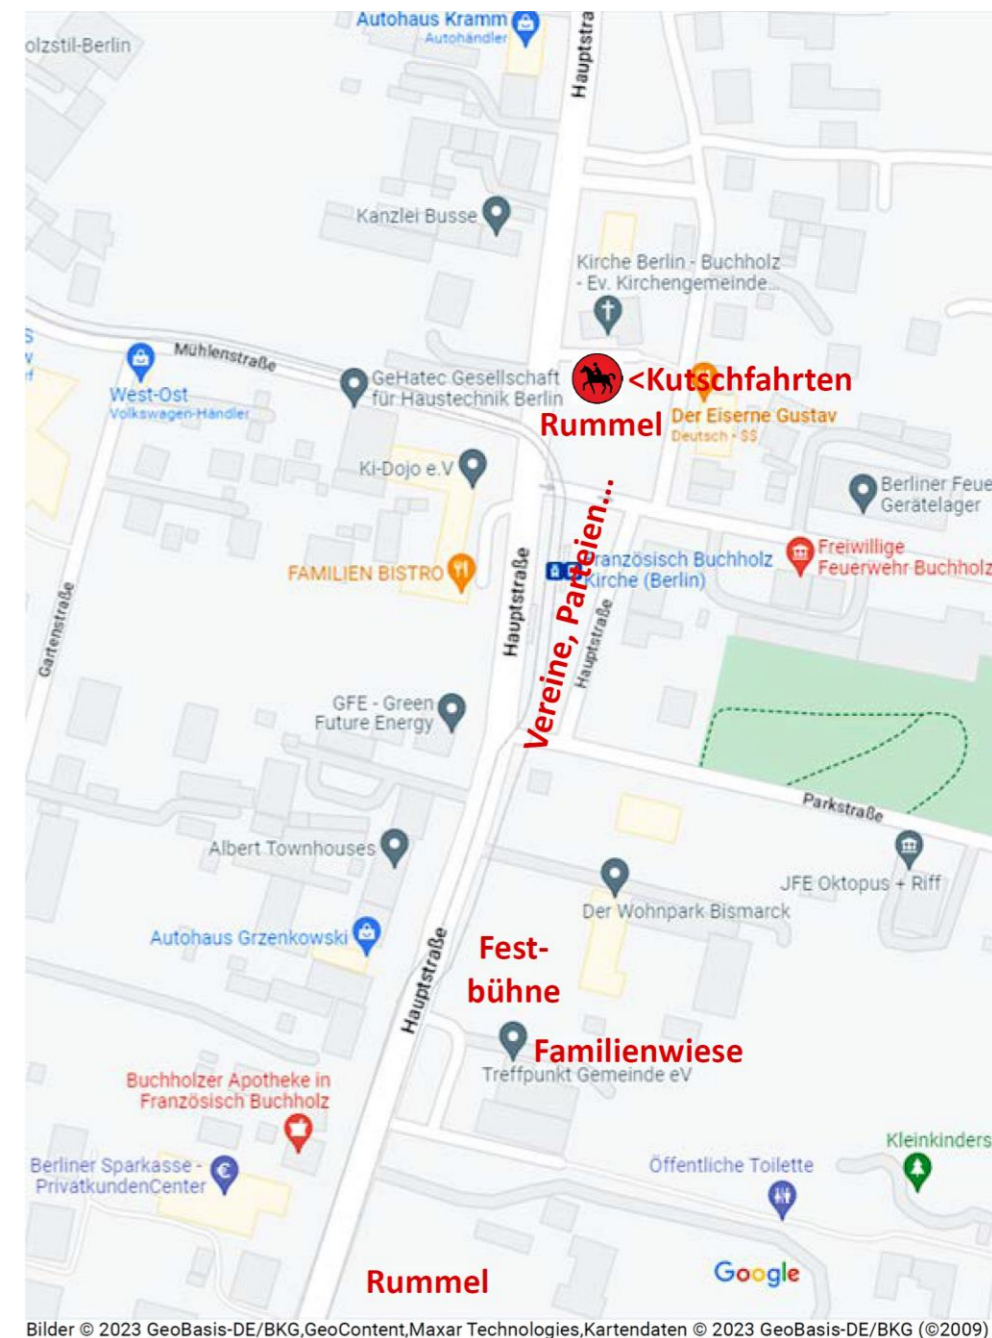 Autohaus Kramm
Autohändler
olzstil-Berlin
Hauptstra
Kanzlei Busse
Kirche Berlin - Buchholz
- Ev. Kirchengemeinde...
Mühlenstraße
West-Ost
Volkswagen-Händler
GeHatec Gesellschaft
für Haustechnik Berlin
<Kutschfahrten
Rummel
Der Eiserne Gustav
Deutsch - $$
Ki-Dojo e.V
Berliner Feue
Gerätelager
Vereine, Parteien...
FAMILIEN BISTRO
Französisch Buchholz
Kirche (Berlin)
Freiwillige
Feuerwehr Buchholz
Hauptstraße
Hauptstraße
Gartenstraße
GFE - Green
Future Energy
Parkstraße
Albert Townhouses
JFE Oktopus + Riff
Der Wohnpark Bismarck
Autohaus Grzenkowski
Hauptstraße
Fest-
bühne
Familienwiese
Treffpunkt Gemeinde eV
Buchholzer Apotheke in
Französisch Buchholz
Kleinkinders
Berliner Sparkasse -
PrivatkundenCenter
Öffentliche Toilette
Google
Rummel
Bilder © 2023 GeoBasis-DE/BKG,GeoContent,Maxar Technologies,Kartendaten © 2023 GeoBasis-DE/BKG (©2009)